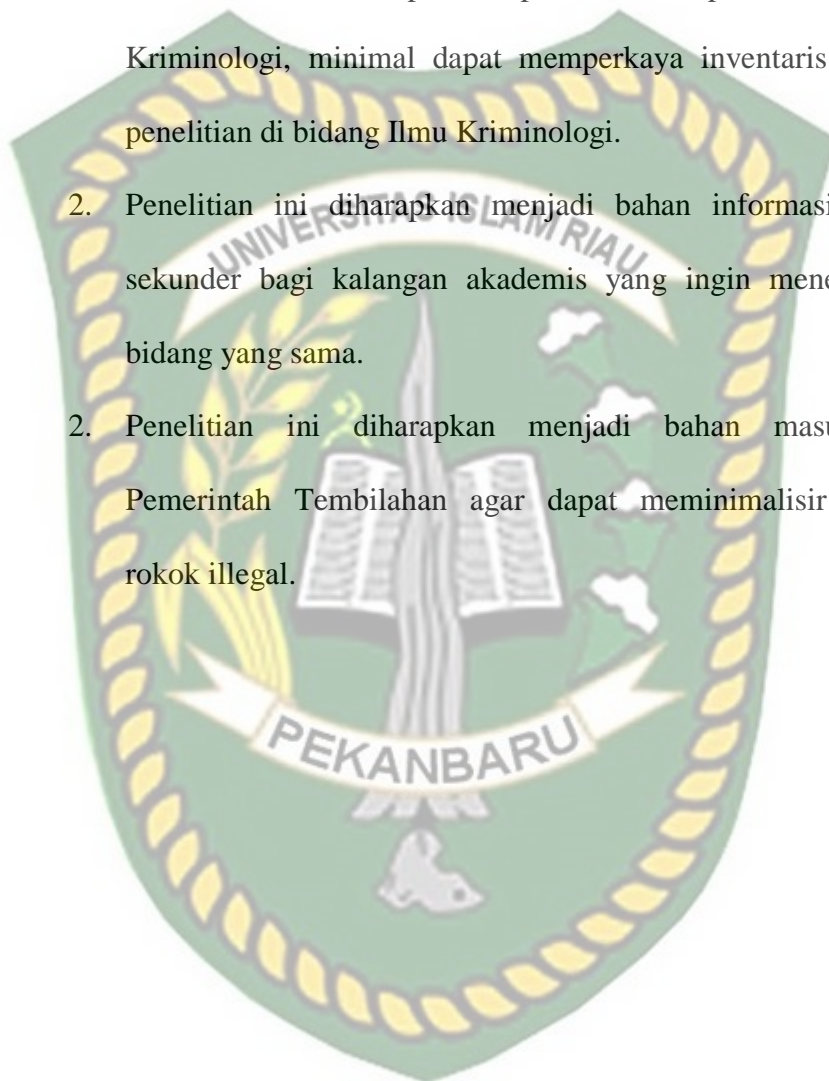 Kriminologi, minimal dapat memperkaya inventaris
penelitian di bidang Ilmu Kriminologi.
2. Penelitian ini diharapkan menjadi bahan informasi
UNIVERSITAS ISLAM RIAU
sekunder bagi kalangan akademis yang ingin
bidang yang sama.
2. Penelitian ini diharapkan menjadi bahan
Pemerintah Tembilahan agar dapat meminimalisir
rokok illegal.
PEKANBARU